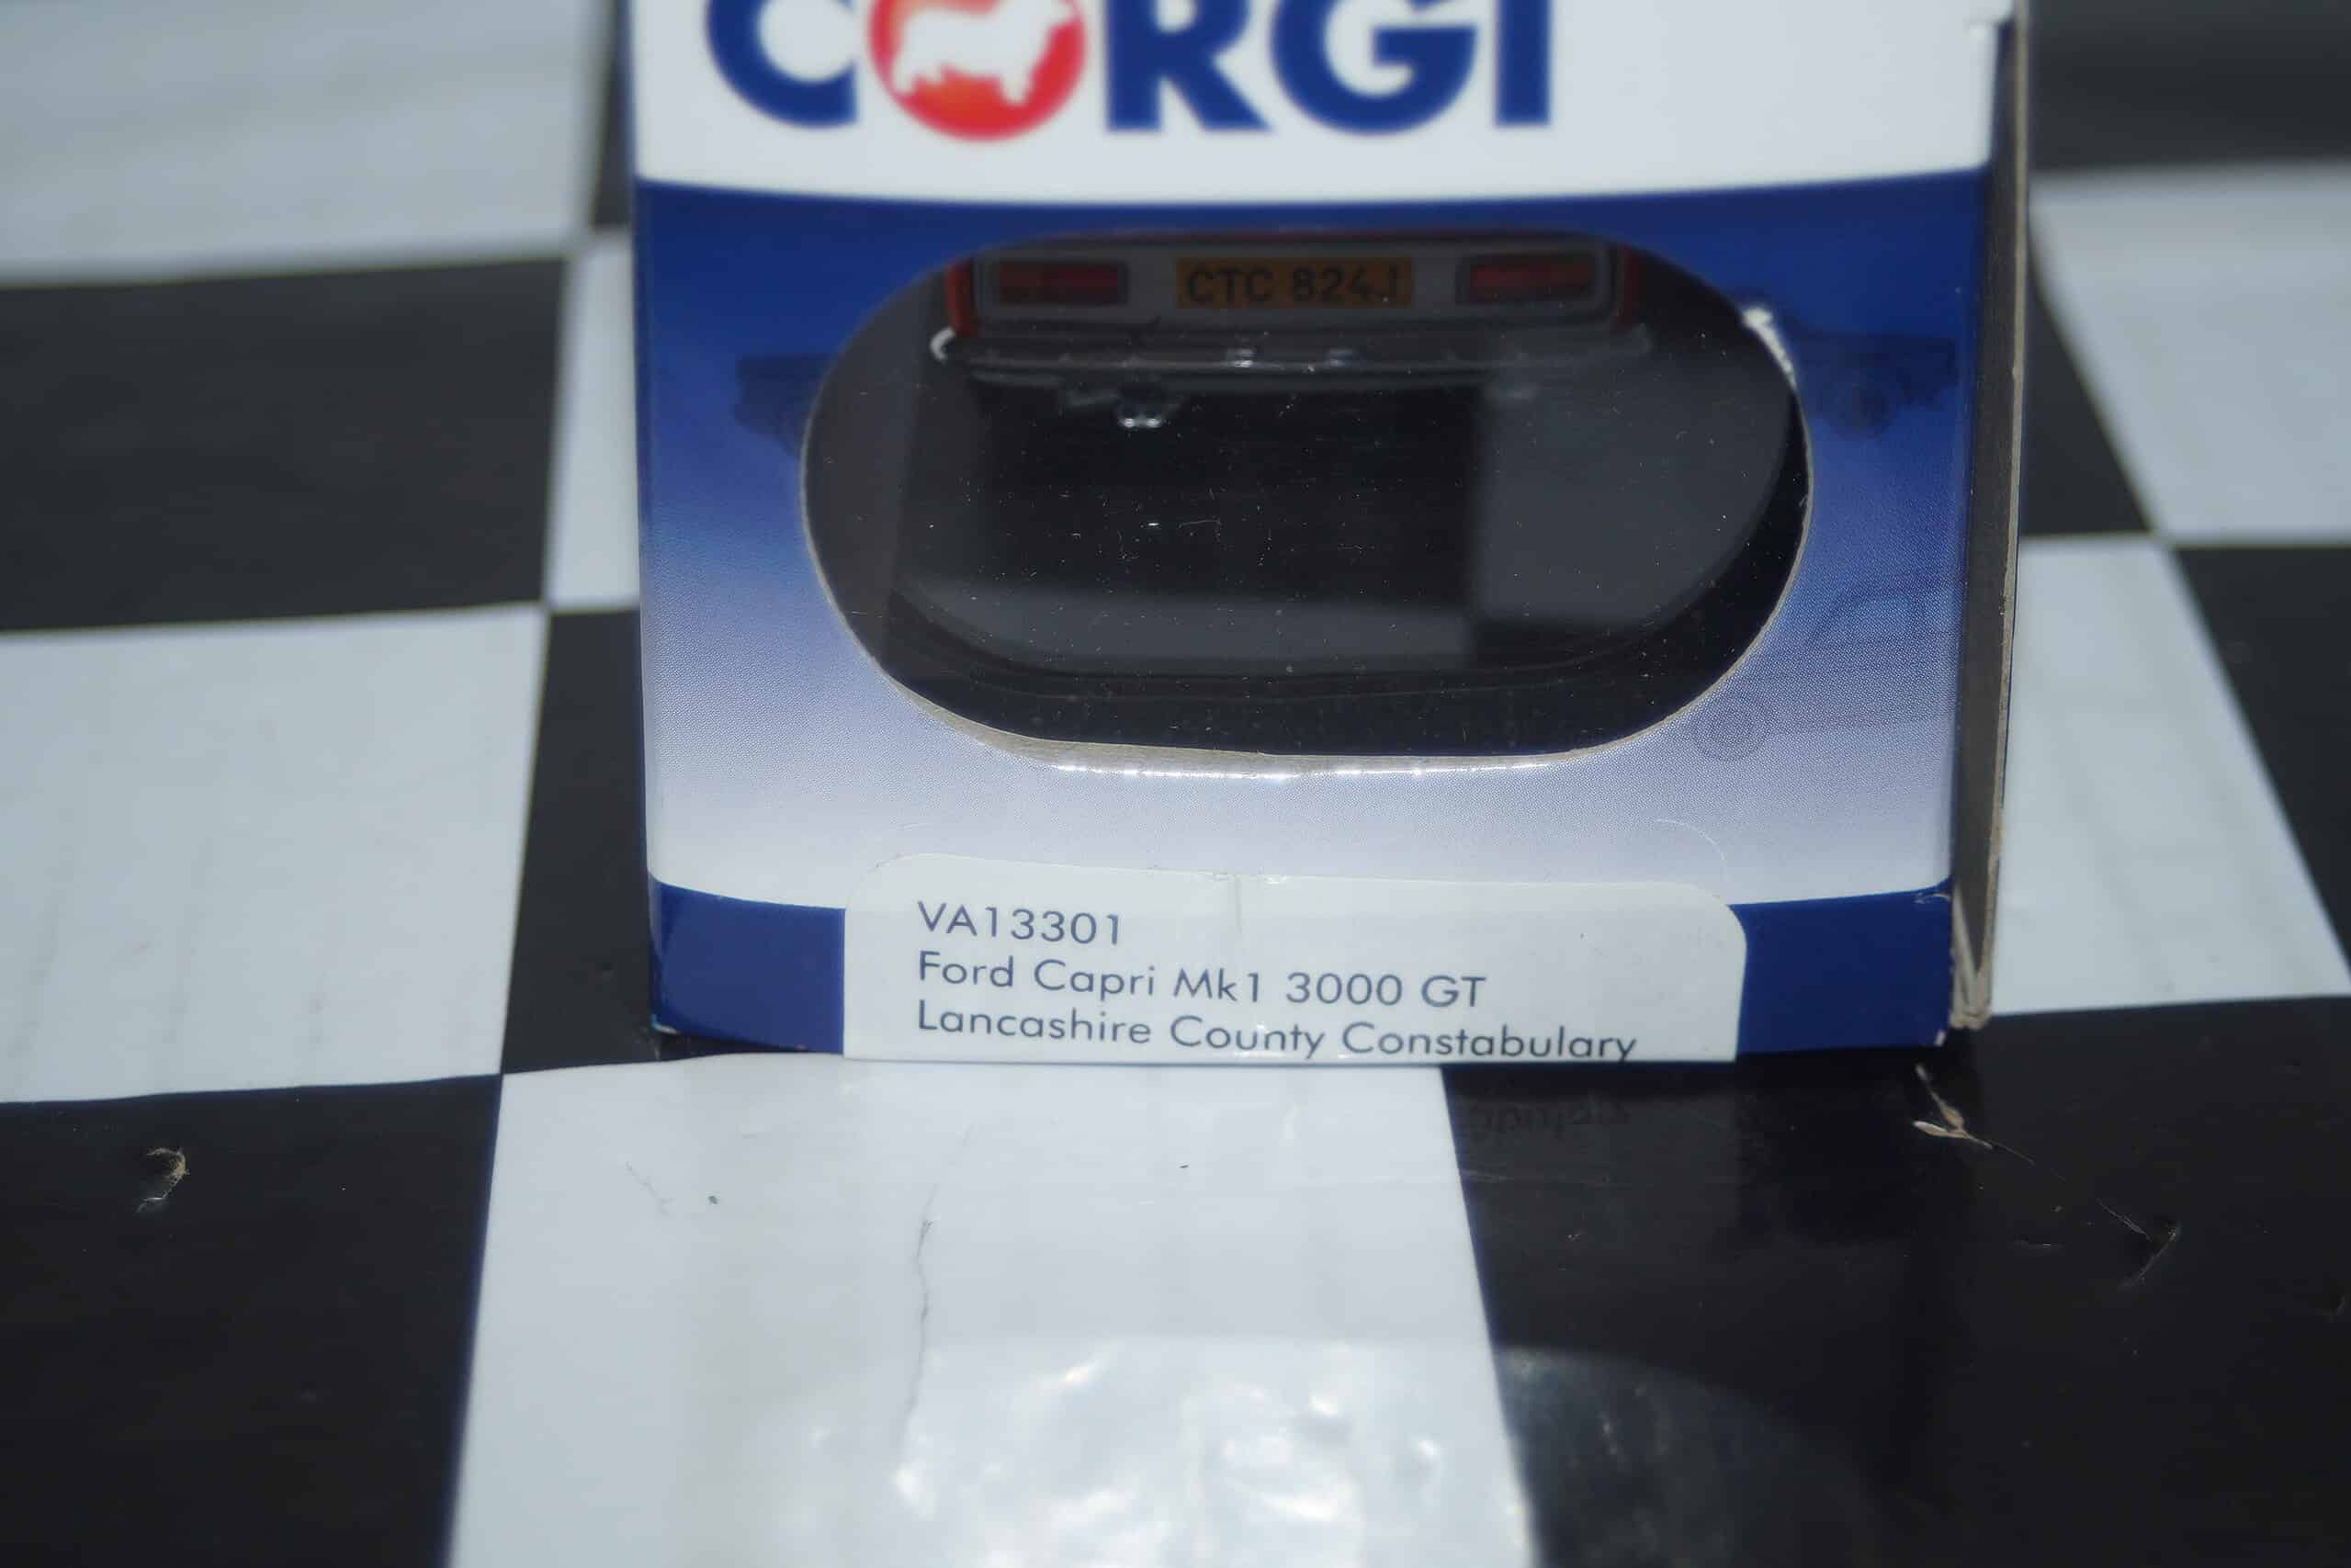 CORGI
CTC 824J
VA13301
Ford Capri Mk1 3000 GT
Lancashire County Constabulary